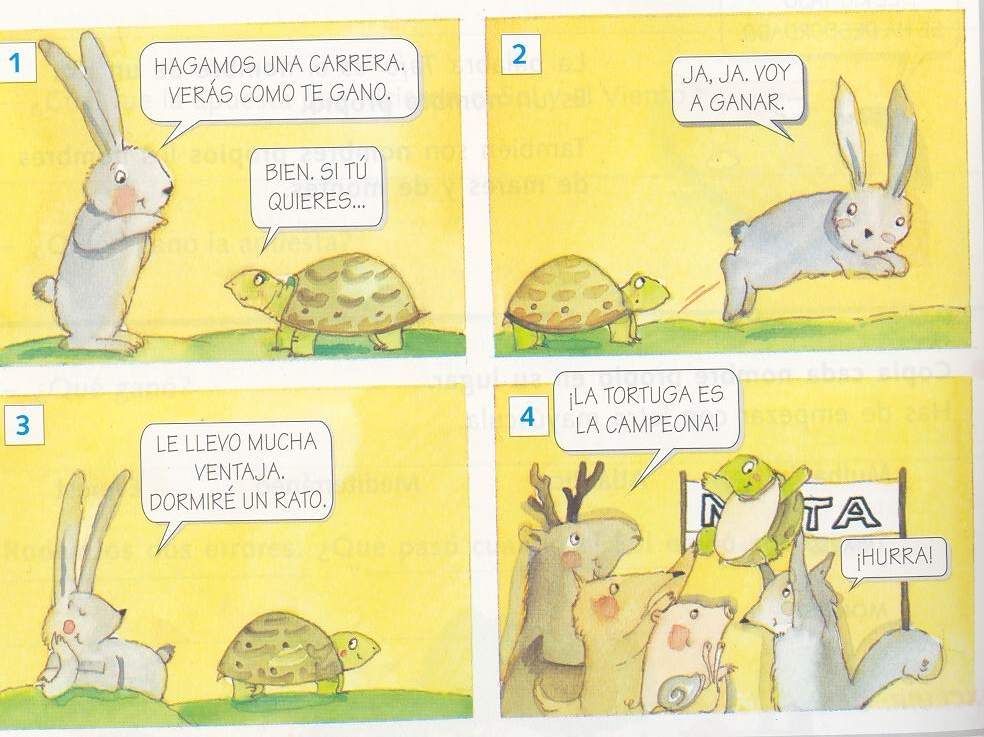 1
HAGAMOS UNA CARRERA.
VERÁS COMO TE GANO.
BIEN. SI TÚ
QUIERES...
2
JA, JA. VOY
A GANAR.
3
LE LLEVO MUCHA
VENTAJA.
DORMIRÉ UN RATO.
4
¡LA TORTUGA ES
LA CAMPEONA!
M TA
¡HURRA!